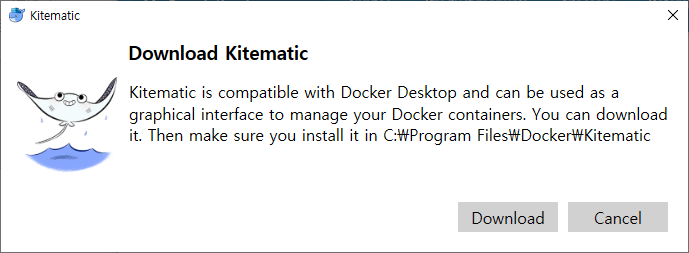 Kitematic
Download Kitematic
Kitematic is compatible with Docker Desktop and can be used as a
graphical interface to manage your Docker containers. You can download
it. Then make sure you install it in C:₩Program Files₩Docker₩Kitematic
Download Cancel